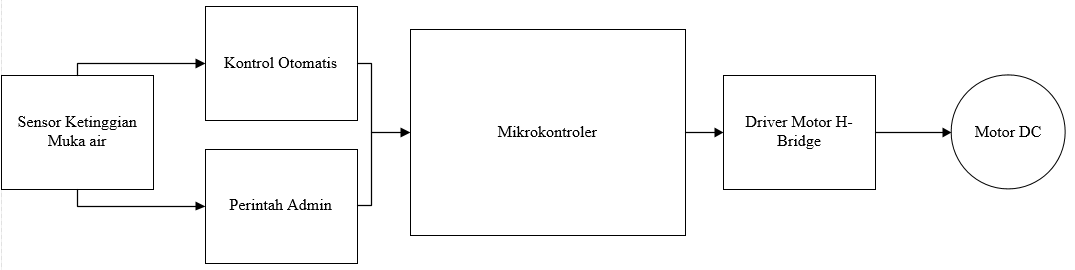 Sensor Ketinggian
Muka air
Kontrol Otomatis
Perintah Admin
Mikrokontroler
Driver Motor H-
Bridge
Motor DC